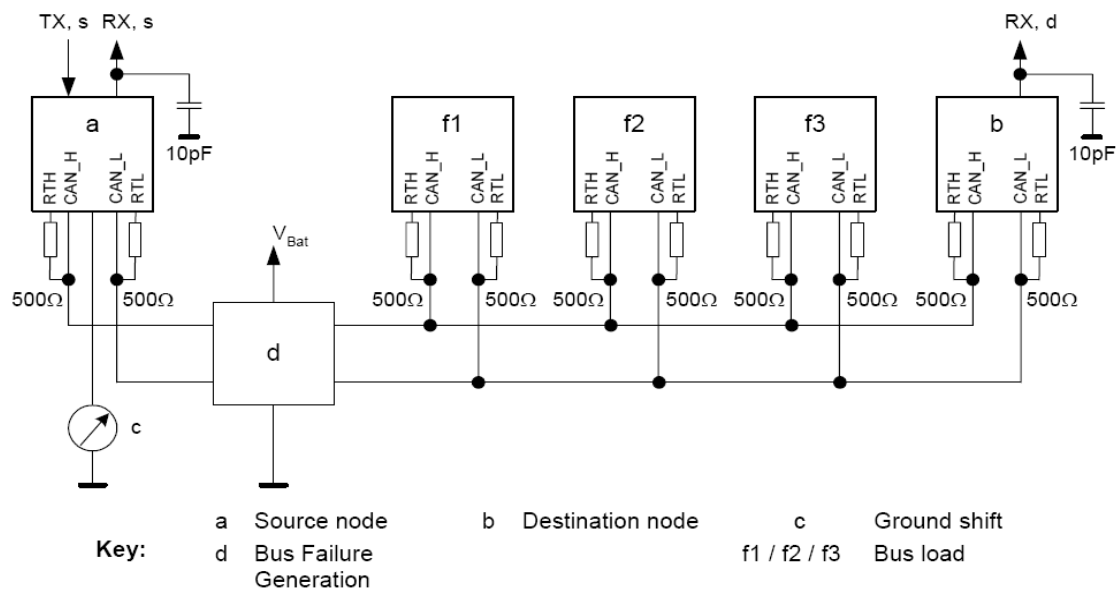 TX, s RX, s
RX, d
a
f1
f2
f3
b
10pF
10pF
RTH CAN_H CAN_L RTL
RTH CAN_H CAN_L RTL
RTH CAN_H CAN_L RTL
RTH CAN_H CAN_L RTL
RTH CAN_H CAN_L RTL
VBat
500Ω 500Ω
500Ω 500Ω
500Ω 500Ω
500Ω 500Ω
500Ω 500Ω
d
c
a Source node b Destination node c Ground shift
Key: d Bus Failure f1 / f2 / f3 Bus load
Generation